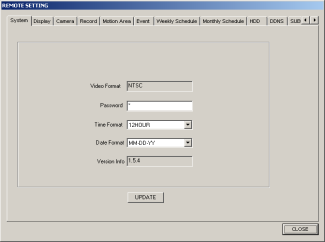 REMOTE SETTING
System Display Camera Record Motion Area Event Weekly Schedule Monthly Schedule HDD DDNS SUB
Video Format NTSC
Password *
Time Format 12HOUR
Date Format MM-DD-YY
Version Info 1.5.4
UPDATE
CLOSE